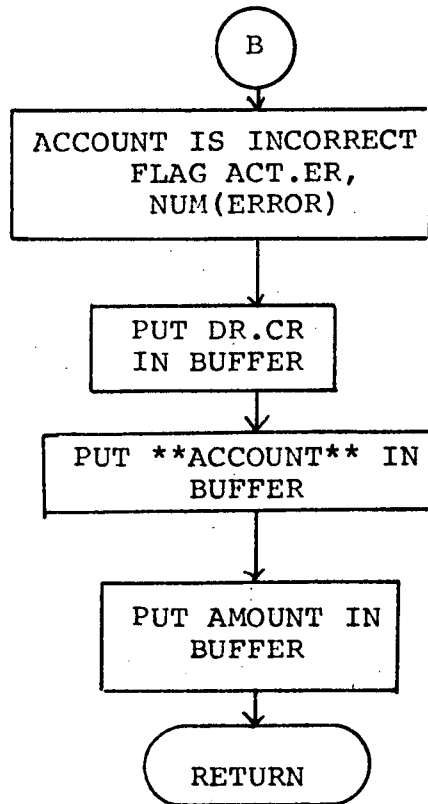 B
ACCOUNT IS INCORRECT
FLAG ACT.ER,
NUM(ERROR)
PUT DR.CR
IN BUFFER
PUT **ACCOUNT** IN
BUFFER
PUT AMOUNT IN
BUFFER
RETURN